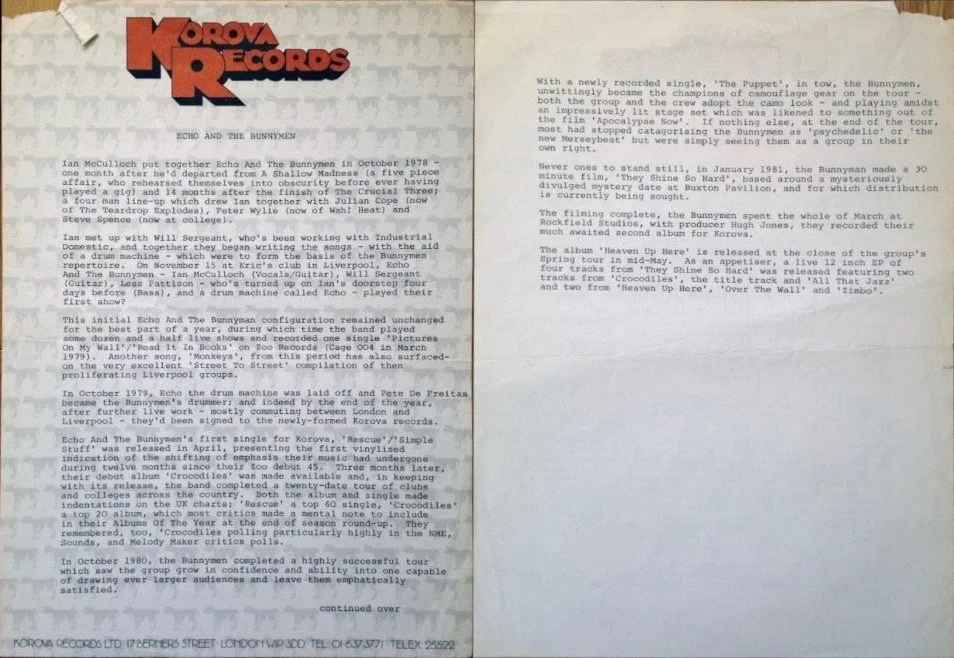 KOROVA
RECORDS
ECHO AND THE BUNNYMEN
Ian McCulloch put together Echo And The Bunnymen in October 1978 -
one month after he'd departed from A Shallow Madness (a five piece
affair, who rehearsed themselves into obscurity before ever having
played a gig) and 14 months after the finish of The Crucial Three;
a four man line-up which drew Ian together with Julian Cope (now
of The Teardrop Explodes), Peter Wylie (now of Wah! Heat) and
Steve Spence (now at college).
Ian met up with Will Sergeant, who's been working with Industrial
Domestic, and together they began writing the songs - with the aid
of a drum machine - which were to form the basis of the Bunnymen
repertoire. On November 15 at Eric's club in Liverpool, Echo
And The Bunnymen - Ian McCulloch (Vocals/Guitar), Will Sergeant
(Guitar), Less Pattison - who's turned up on Ian's doorstep four
days before (Bass), and a drum machine called Echo - played their
first show?
This initial Echo And The Bunnymen configuration remained unchanged
for the best part of a year, during which time the band played
some dozen and a half live shows and recorded one single 'Pictures
On My Wall'/'Read It In Books' on Zoo Records (Cage 004 in March
1979). Another song, 'Monkeys', from this period has also surfaced-
on the very excellent 'Street To Street' compilation of then
proliferating Liverpool groups.
In October 1979, Echo the drum machine was laid off and Pete De Freitas
became the Bunnymen's drummer; and indeed by the end of the year,
after further live work - mostly commuting between London and
Liverpool - they'd been signed to the newly-formed Korova records.
Echo And The Bunnymen's first single for Korova, 'Rescue'/'Simple
Stuff' was released in April, presenting the first vinylised
indication of the shifting of emphasis their music had undergone
during twelve months since their Zoo debut 45. Three months later,
their debut album 'Crocodiles' was made available and, in keeping
with its release, the band completed a twenty-date tour of clubs
and colleges across the country. Both the album and single made
indentations on the UK charts; 'Rescue' a top 60 single, 'Crocodiles'
a top 20 album, which most critics made a mental note to include
in their Albums Of The Year at the end of season round-up. They
remembered, too, 'Crocodiles polling particularly highly in the NME,
Sounds, and Melody Maker critics polls.
In October 1980, the Bunnymen completed a highly successful tour
which saw the group grow in confidence and ability into one capable
of drawing ever larger audiences and leave them emphatically
satisfied.
continued over
KOROVA RECORDS LTD. 17 BERNERS STREET LONDON W1P 3DD TEL: 01-637 3771 TELEX: 25522
With a newly recorded single, 'The Puppet', in tow, the Bunnymen,
unwittingly became the champions of camouflage gear on the tour -
both the group and the crew adopt the camo look - and playing amidst
an impressively lit stage set which was likened to something out of
the film 'Apocalypse Now'. If nothing else, at the end of the tour,
most had stopped catagorising the Bunnymen as 'psychedelic' or 'the
new Merseybeat' but were simply seeing them as a group in their
own right.
Never ones to stand still, in January 1981, the Bunnyman made a 30
minute film, 'They Shine So Hard', based around a mysteriously
divulged mystery date at Buxton Pavilion, and for which distribution
is currently being sought.
The filming complete, the Bunnymen spent the whole of March at
Rockfield Studios, with producer Hugh Jones, they recorded their
much awaited second album for Korova.
The album 'Heaven Up Here' is released at the close of the group's
Spring tour in mid-May. As an appetiser, a live 12 inch EP of
four tracks from 'They Shine So Hard' was released featuring two
tracks from 'Crocodiles', the title track and 'All That Jazz'
and two from 'Heaven Up Here', 'Over The Wall' and 'Zimbo'.